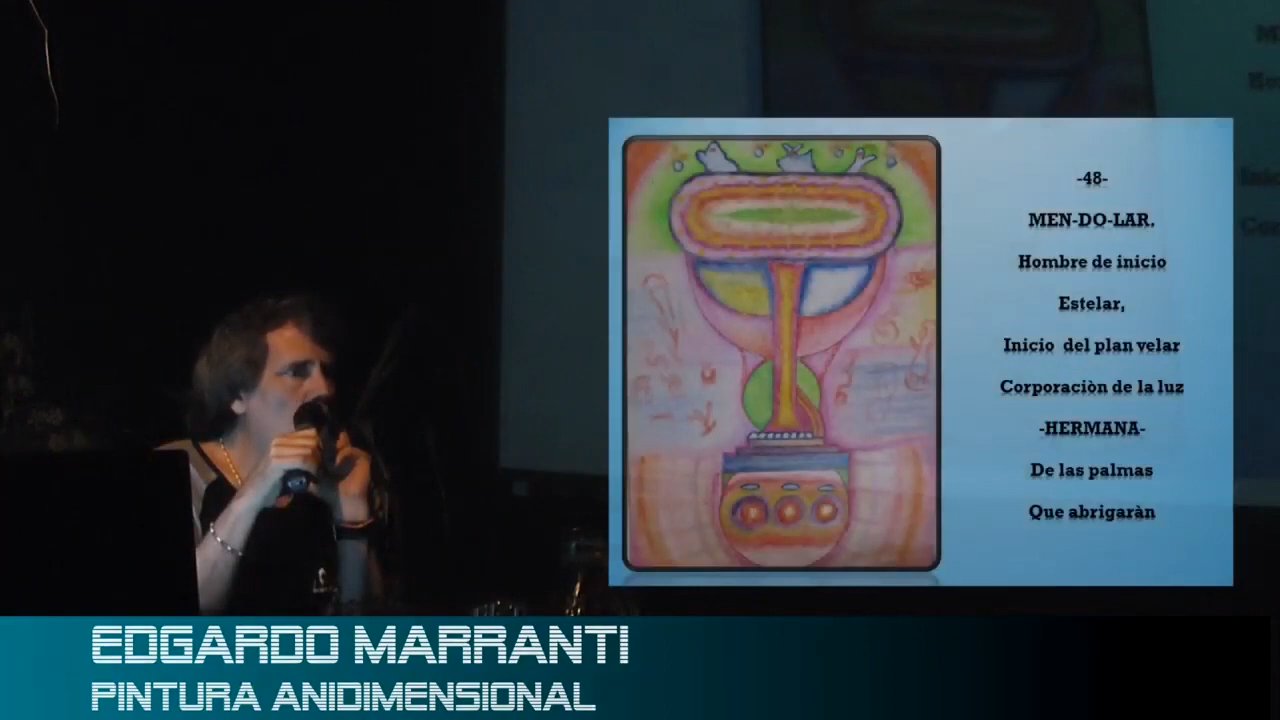 -48-
MEN-DO-LAR.
Hombre de inicio
Estelar,
Inicio del plan velar
Corporaciòn de la luz
-HERMANA-
De las palmas
Que abrigaràn
EDGARDO MARRANTI
PINTURA ANIDIMENSIONAL